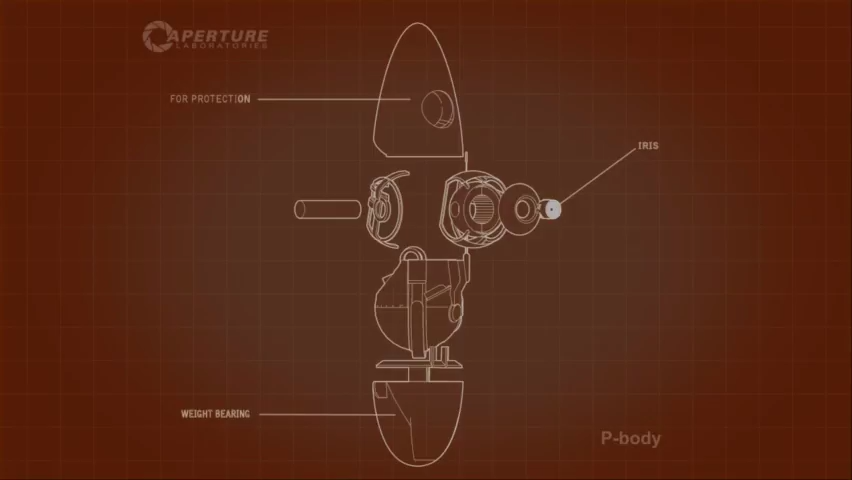 APERTURE
LABORATORIES
FOR PROTECTION
IRIS
WEIGHT BEARING
P-body